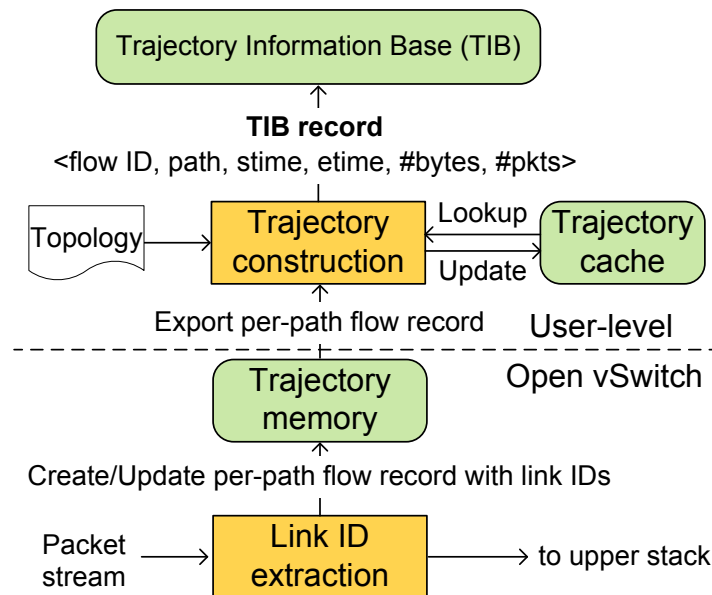 Trajectory Information Base (TIB)
TIB record
<flow ID, path, stime, etime, #bytes, #pkts>
Topology
Trajectory
construction
Lookup
Update
Trajectory
cache
Export per-path flow record
User-level
Open vSwitch
Trajectory
memory
Create/Update per-path flow record with link IDs
Packet
stream
Link ID
extraction
to upper stack